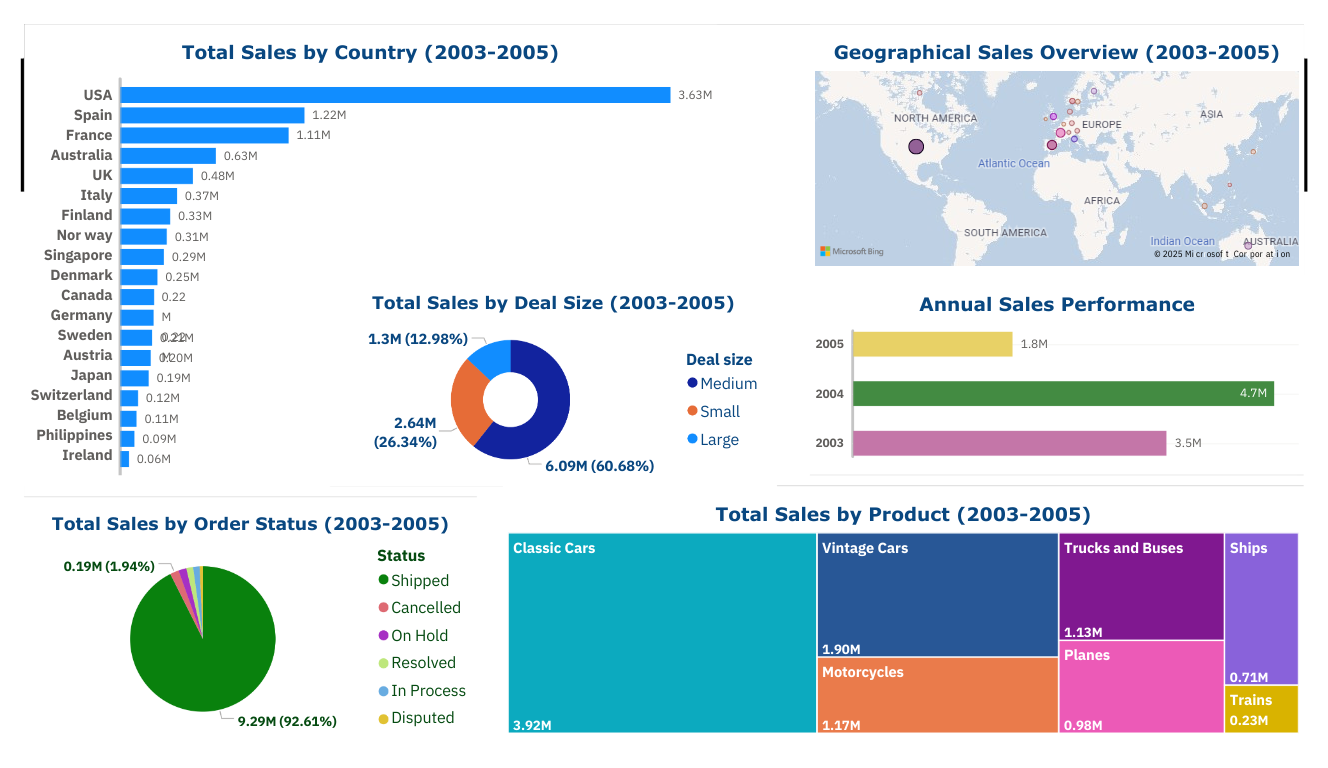 Total Sales by Country (2003-2005)
USA 3.63M
Spain 1.22M
France 1.11M
Australia 0.63M
UK 0.48M
Italy 0.37M
Finland 0.33M
Nor way 0.31M
Singapore 0.29M
Denmark 0.25M
Canada 0.22
Germany M
Sweden
Austria 0.20M
Japan 0.19M
Switzerland 0.12M
Belgium 0.11M
Philippines 0.09M
Ireland 0.06M
Geographical Sales Overview (2003-2005)
NORTH AMERICA
EUROPE
ASIA
Atlantic Ocean
AFRICA
SOUTH AMERICA
Indian Ocean
AUSTRALIA
Microsoft Bing
© 2025 Microsoft Corporation
Total Sales by Deal Size (2003-2005)
1.3M (12.98%)
2.64M
(26.34%)
6.09M (60.68%)
Deal size
Medium
Small
Large
Annual Sales Performance
2005 1.8M
2004 4.7M
2003 3.5M
Total Sales by Order Status (2003-2005)
0.19M (1.94%)
9.29M (92.61%)
Status
Shipped
Cancelled
On Hold
Resolved
In Process
Disputed
Total Sales by Product (2003-2005)
Classic Cars
3.92M
Vintage Cars
1.90M
Motorcycles
1.17M
Trucks and Buses
1.13M
Planes
0.98M
Ships
0.71M
Trains
0.23M